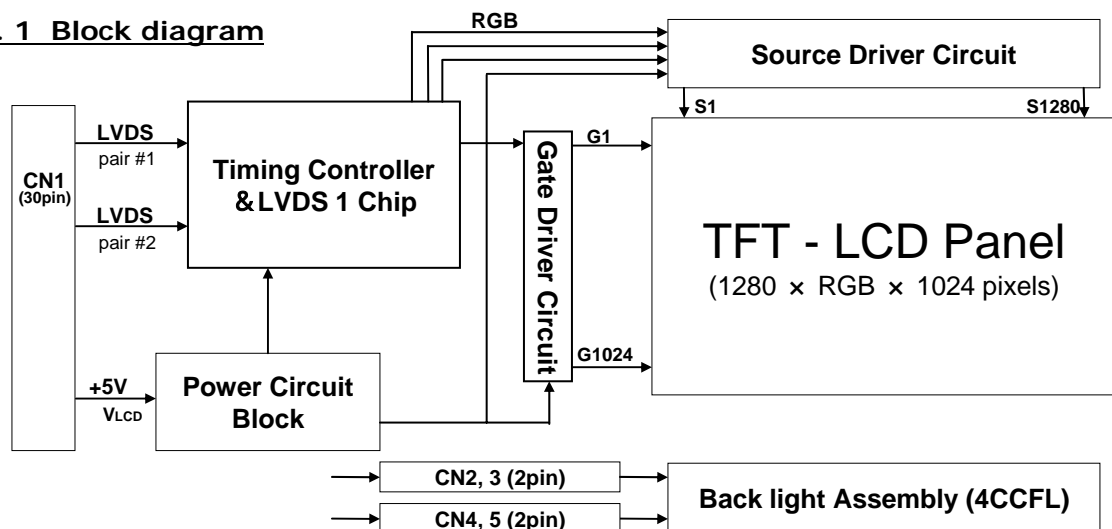 . 1 Block diagram
RGB
Source Driver Circuit
S1
S1280
CN1
(30pin)
LVDS
pair #1
LVDS
pair #2
Timing Controller
&LVDS 1 Chip
Gate Driver Circuit
G1
G1024
TFT - LCD Panel
(1280 × RGB × 1024 pixels)
+5V
VLCD
Power Circuit
Block
CN2, 3 (2pin)
CN4, 5 (2pin)
Back light Assembly (4CCFL)